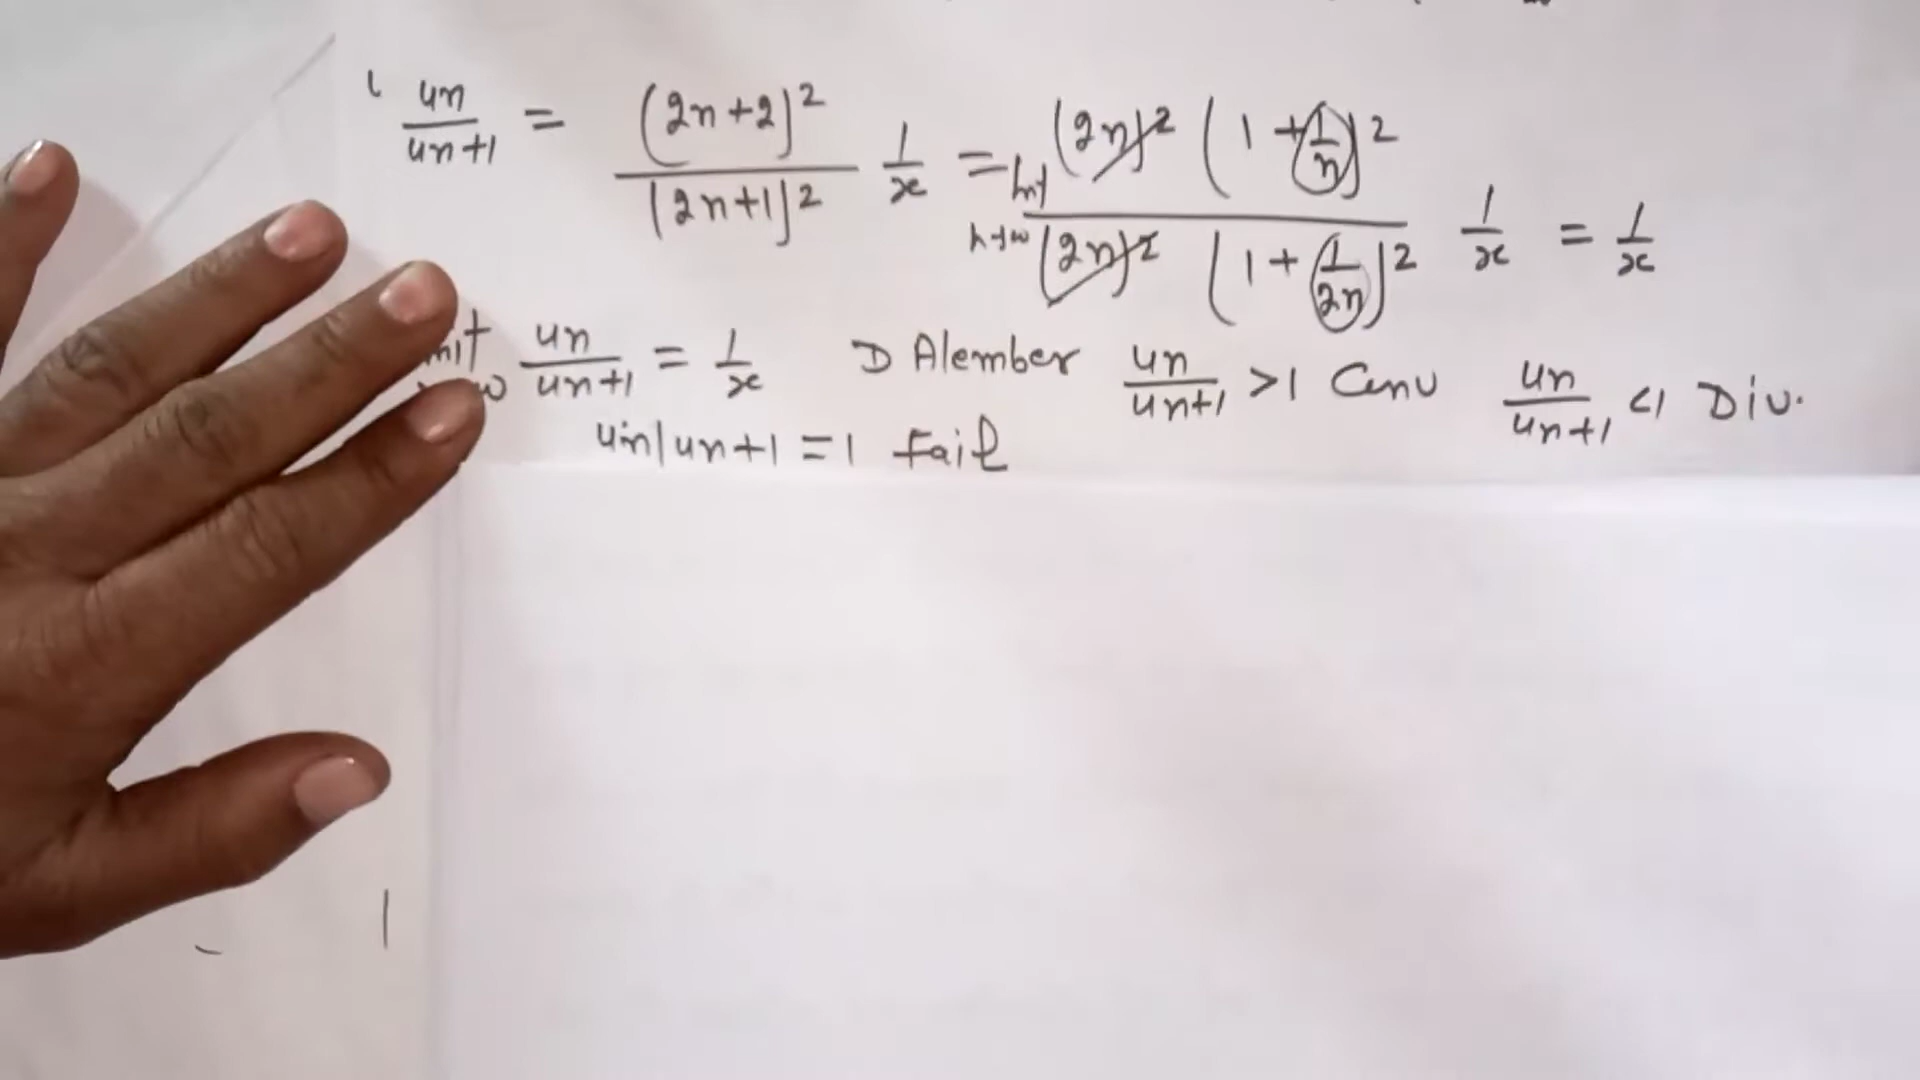 un/un+1 = (2n+2)² / (2n+1)² 1/x = lmt n→∞ (2n)² (1 + 1/n)² / (2n)² (1 + 1/2n)² 1/x = 1/x
un/un+1 = 1/x D Alember un/un+1 >1 Conv un/un+1 <1 Div.
un/un+1 = 1 Fail